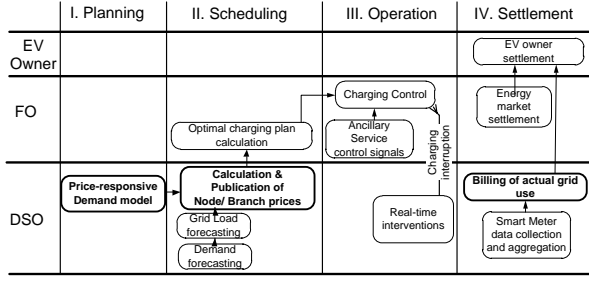 I. Planning
II. Scheduling
III. Operation
IV. Settlement
EV
Owner
EV owner
settlement
FO
Charging Control
Energy
market
settlement
Optimal charging plan
calculation
Ancillary
Service
control signals
Charging
interruption
DSO
Price-responsive
Demand model
Calculation &
Publication of
Node/ Branch prices
Billing of actual grid
use
Grid Load
forecasting
Real-time
interventions
Smart Meter
data collection
and aggregation
Demand
forecasting